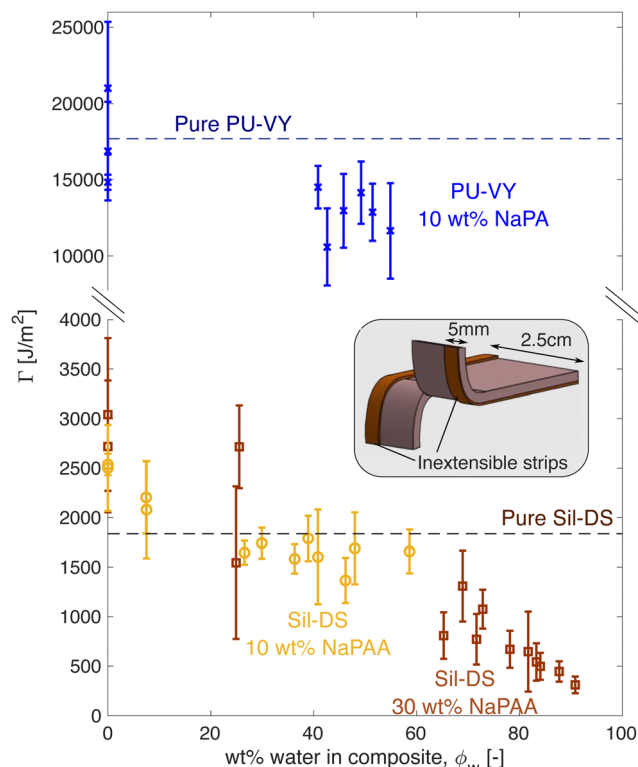 25000
20000
Pure PU-VY
15000
PU-VY
10 wt% NaPA
10000
Γ [J/m²]
4000
5mm
2.5cm
3500
3000
Inextensible strips
2500
2000
Pure Sil-DS
1500
Sil-DS
10 wt% NaPAA
1000
500
Sil-DS
30 wt% NaPAA
0
0 20 40 60 80 100
wt% water in composite, ϕw [-]